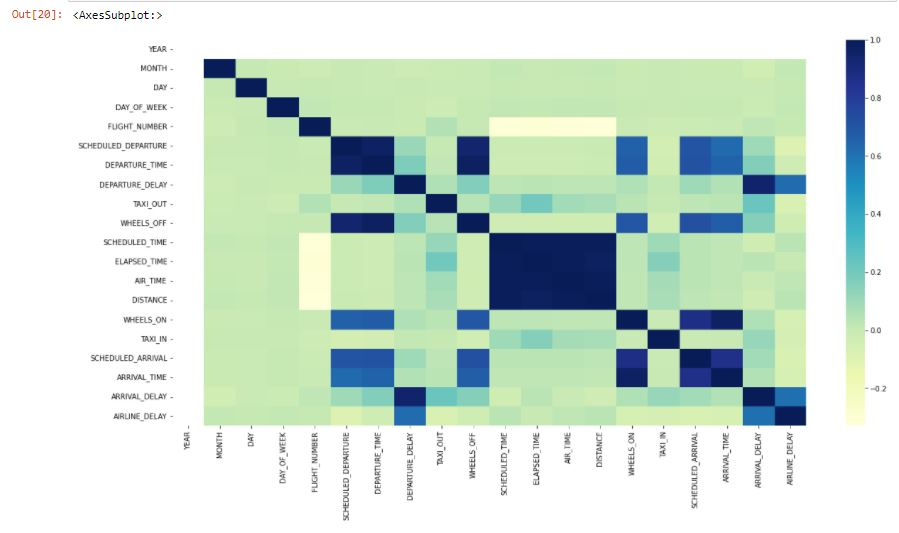 Out[20]: <AxesSubplot:>
YEAR
MONTH
DAY
DAY_OF_WEEK
FLIGHT_NUMBER
SCHEDULED_DEPARTURE
DEPARTURE_TIME
DEPARTURE_DELAY
TAXI_OUT
WHEELS_OFF
SCHEDULED_TIME
ELAPSED_TIME
AIR_TIME
DISTANCE
WHEELS_ON
TAXI_IN
SCHEDULED_ARRIVAL
ARRIVAL_TIME
ARRIVAL_DELAY
AIRLINE_DELAY
YEAR
MONTH
DAY
DAY_OF_WEEK
FLIGHT_NUMBER
SCHEDULED_DEPARTURE
DEPARTURE_TIME
DEPARTURE_DELAY
TAXI_OUT
WHEELS_OFF
SCHEDULED_TIME
ELAPSED_TIME
AIR_TIME
DISTANCE
WHEELS_ON
TAXI_IN
SCHEDULED_ARRIVAL
ARRIVAL_TIME
ARRIVAL_DELAY
AIRLINE_DELAY
1.0
0.8
0.6
0.4
0.2
0.0
−0.2